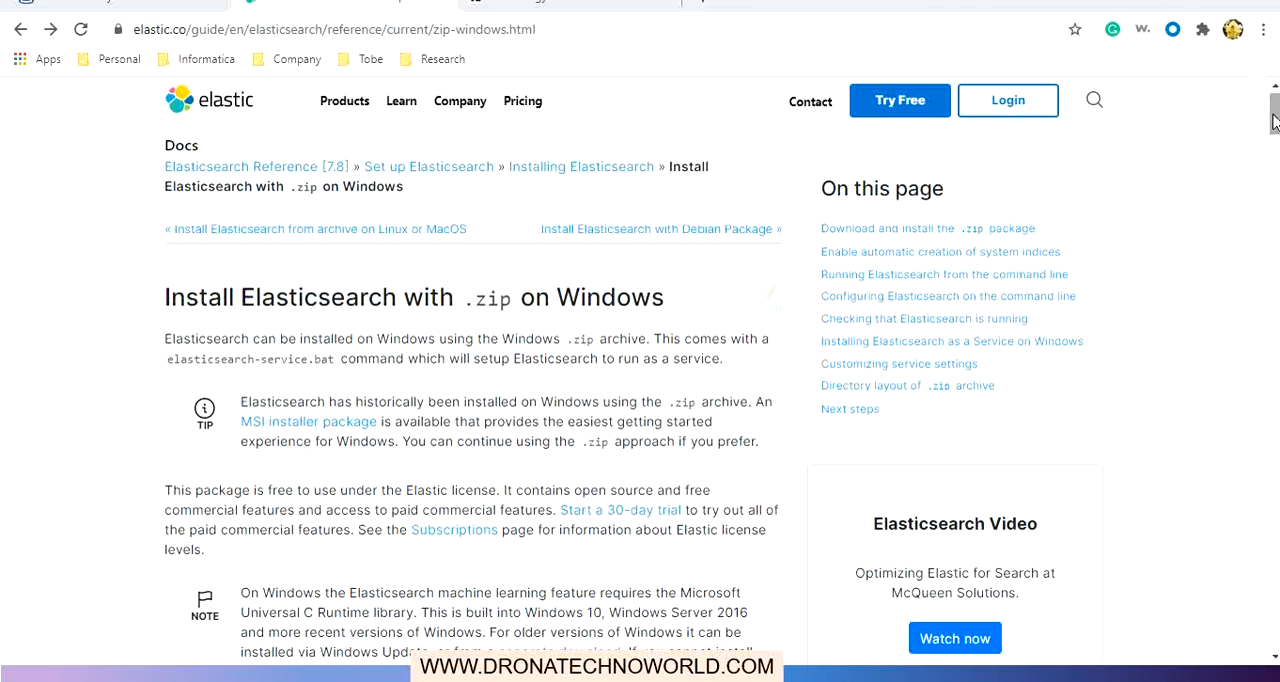 elastic.co/guide/en/elasticsearch/reference/current/zip-windows.html
Apps Personal Informatica Company Tobe Research
elastic Products Learn Company Pricing Contact Try Free Login
Docs
Elasticsearch Reference [7.8] » Set up Elasticsearch » Installing Elasticsearch » Install
Elasticsearch with .zip on Windows
« Install Elasticsearch from archive on Linux or MacOS Install Elasticsearch with Debian Package »
Install Elasticsearch with .zip on Windows
Elasticsearch can be installed on Windows using the Windows .zip archive. This comes with a
elasticsearch-service.bat command which will setup Elasticsearch to run as a service.
TIP
Elasticsearch has historically been installed on Windows using the .zip archive. An
MSI installer package is available that provides the easiest getting started
experience for Windows. You can continue using the .zip approach if you prefer.
This package is free to use under the Elastic license. It contains open source and free
commercial features and access to paid commercial features. Start a 30-day trial to try out all of
the paid commercial features. See the Subscriptions page for information about Elastic license
levels.
NOTE
On Windows the Elasticsearch machine learning feature requires the Microsoft
Universal C Runtime library. This is built into Windows 10, Windows Server 2016
and more recent versions of Windows. For older versions of Windows it can be
installed via Windows
On this page
Download and install the .zip package
Enable automatic creation of system indices
Running Elasticsearch from the command line
Configuring Elasticsearch on the command line
Checking that Elasticsearch is running
Installing Elasticsearch as a Service on Windows
Customizing service settings
Directory layout of .zip archive
Next steps
Elasticsearch Video
Optimizing Elastic for Search at
McQueen Solutions.
Watch now
WWW.DRONATECHNOWORLD.COM